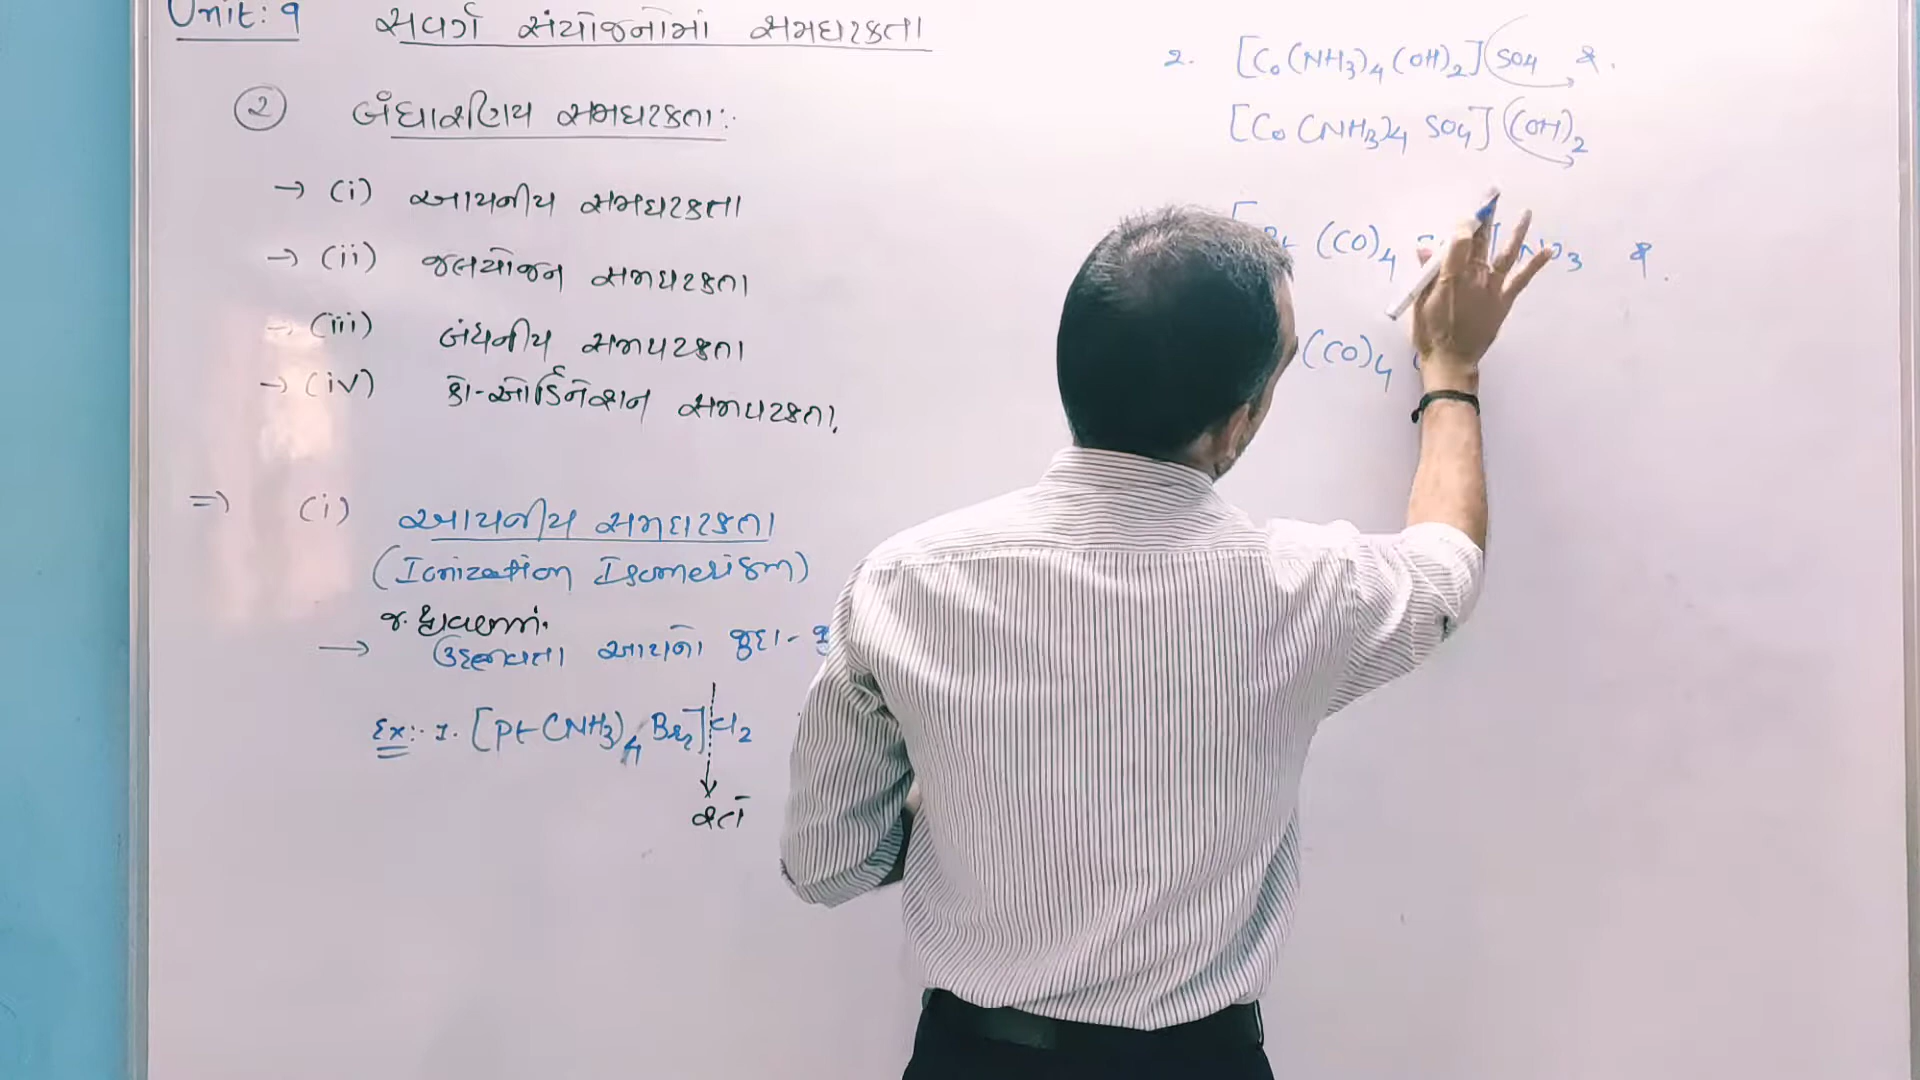 Unit: 9 સવર્ગ સંયોજનોમાં સમઘટકતા
② બંધારણીય સમઘટકતા:-
→ (i) આયનીય સમઘટકતા
→ (ii) જલયોજન સમઘટકતા
→ (iii) બંધનીય સમઘટકતા
→ (iv) કો-ઓર્ડિનેશન સમઘટકતા.
⇒ (i) આયનીય સમઘટકતા
(Ionization Isomerism)
જ. દ્રાવણમાં.
→ ઉદ્ભવતા આયનો જુદા-
Ex:- 1. [Pt(NH3)4 Br2] Cl2
2. [Co(NH3)4(OH)2] SO4 &.
[Co(NH3)4 SO4] (OH)2
(CO)4 NO3 &.
(CO)4